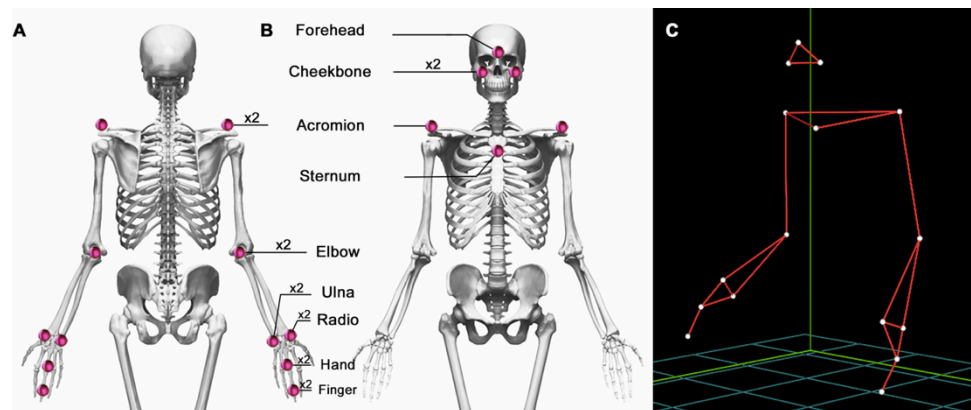 A
B
C
Forehead
x2
Cheekbone
x2
Acromion
Sternum
x2
Elbow
x2
Ulna
x2
Radio
x2
Hand
x2
Finger